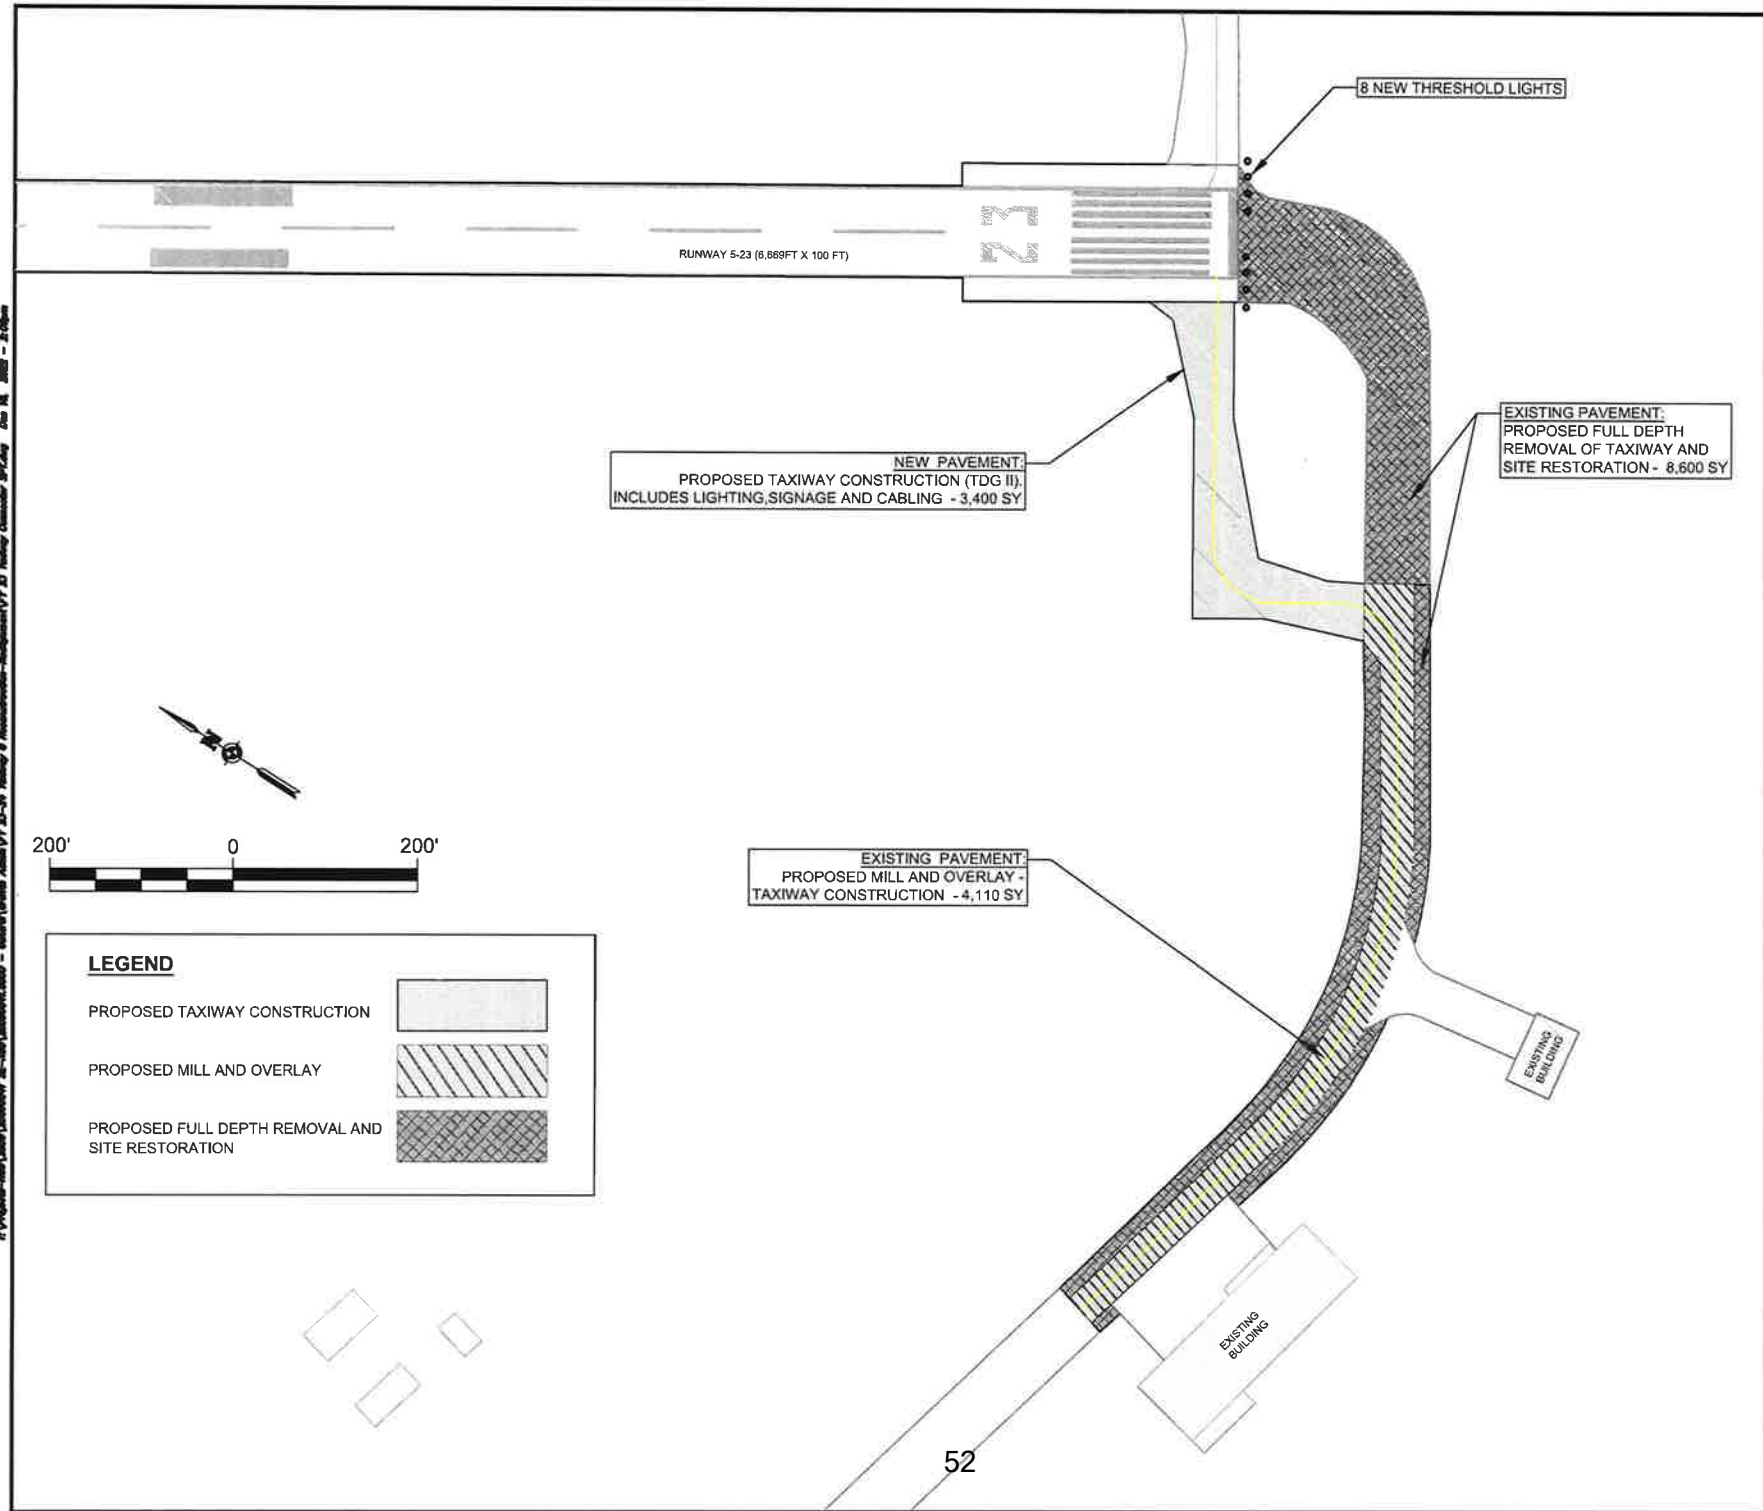 8 NEW THRESHOLD LIGHTS
23
RUNWAY 5-23 (6,669FT X 100 FT)
EXISTING PAVEMENT:
PROPOSED FULL DEPTH
REMOVAL OF TAXIWAY AND
SITE RESTORATION - 8,600 SY
NEW PAVEMENT:
PROPOSED TAXIWAY CONSTRUCTION (TDG II).
INCLUDES LIGHTING,SIGNAGE AND CABLING - 3,400 SY
N
200'
0
200'
EXISTING PAVEMENT:
PROPOSED MILL AND OVERLAY -
TAXIWAY CONSTRUCTION - 4,110 SY
LEGEND
PROPOSED TAXIWAY CONSTRUCTION
PROPOSED MILL AND OVERLAY
PROPOSED FULL DEPTH REMOVAL AND
SITE RESTORATION
EXISTING
BUILDING
EXISTING
BUILDING
52